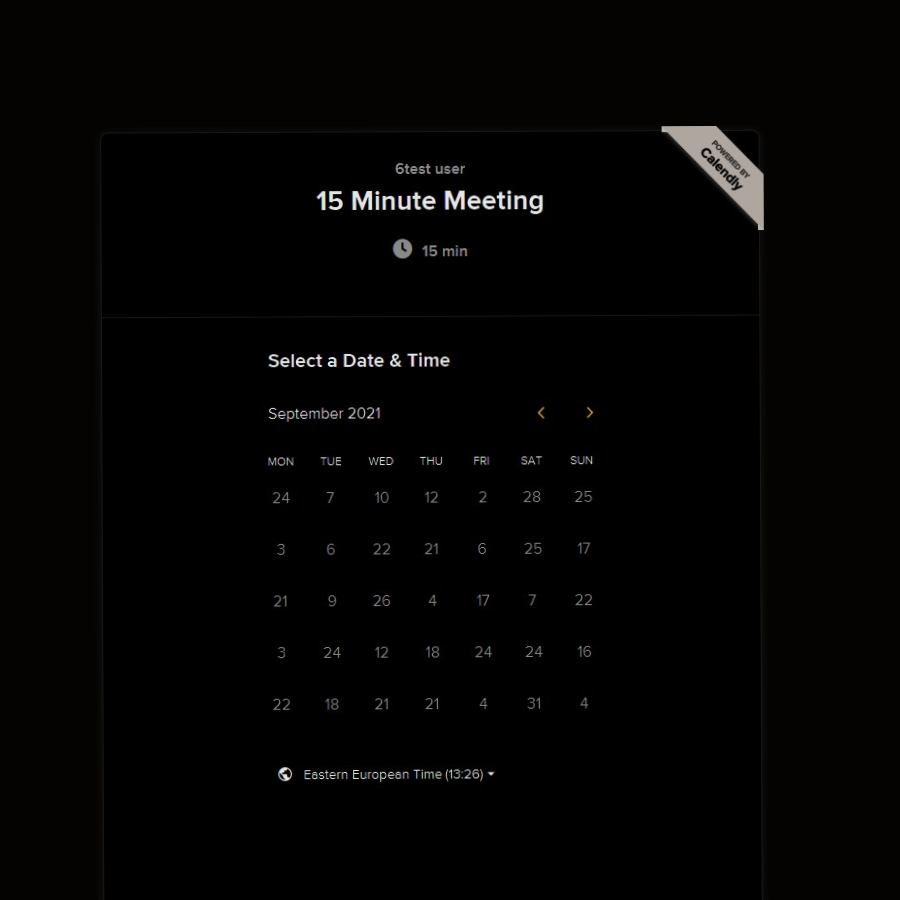 POWERED BY
Calendly
6test user
15 Minute Meeting
15 min
Select a Date & Time
September 2021
MON TUE WED THU FRI SAT SUN
24 7 10 12 2 28 25
3 6 22 21 6 25 17
21 9 26 4 17 7 22
3 24 12 18 24 24 16
22 18 21 21 4 31 4
Eastern European Time (13:26)